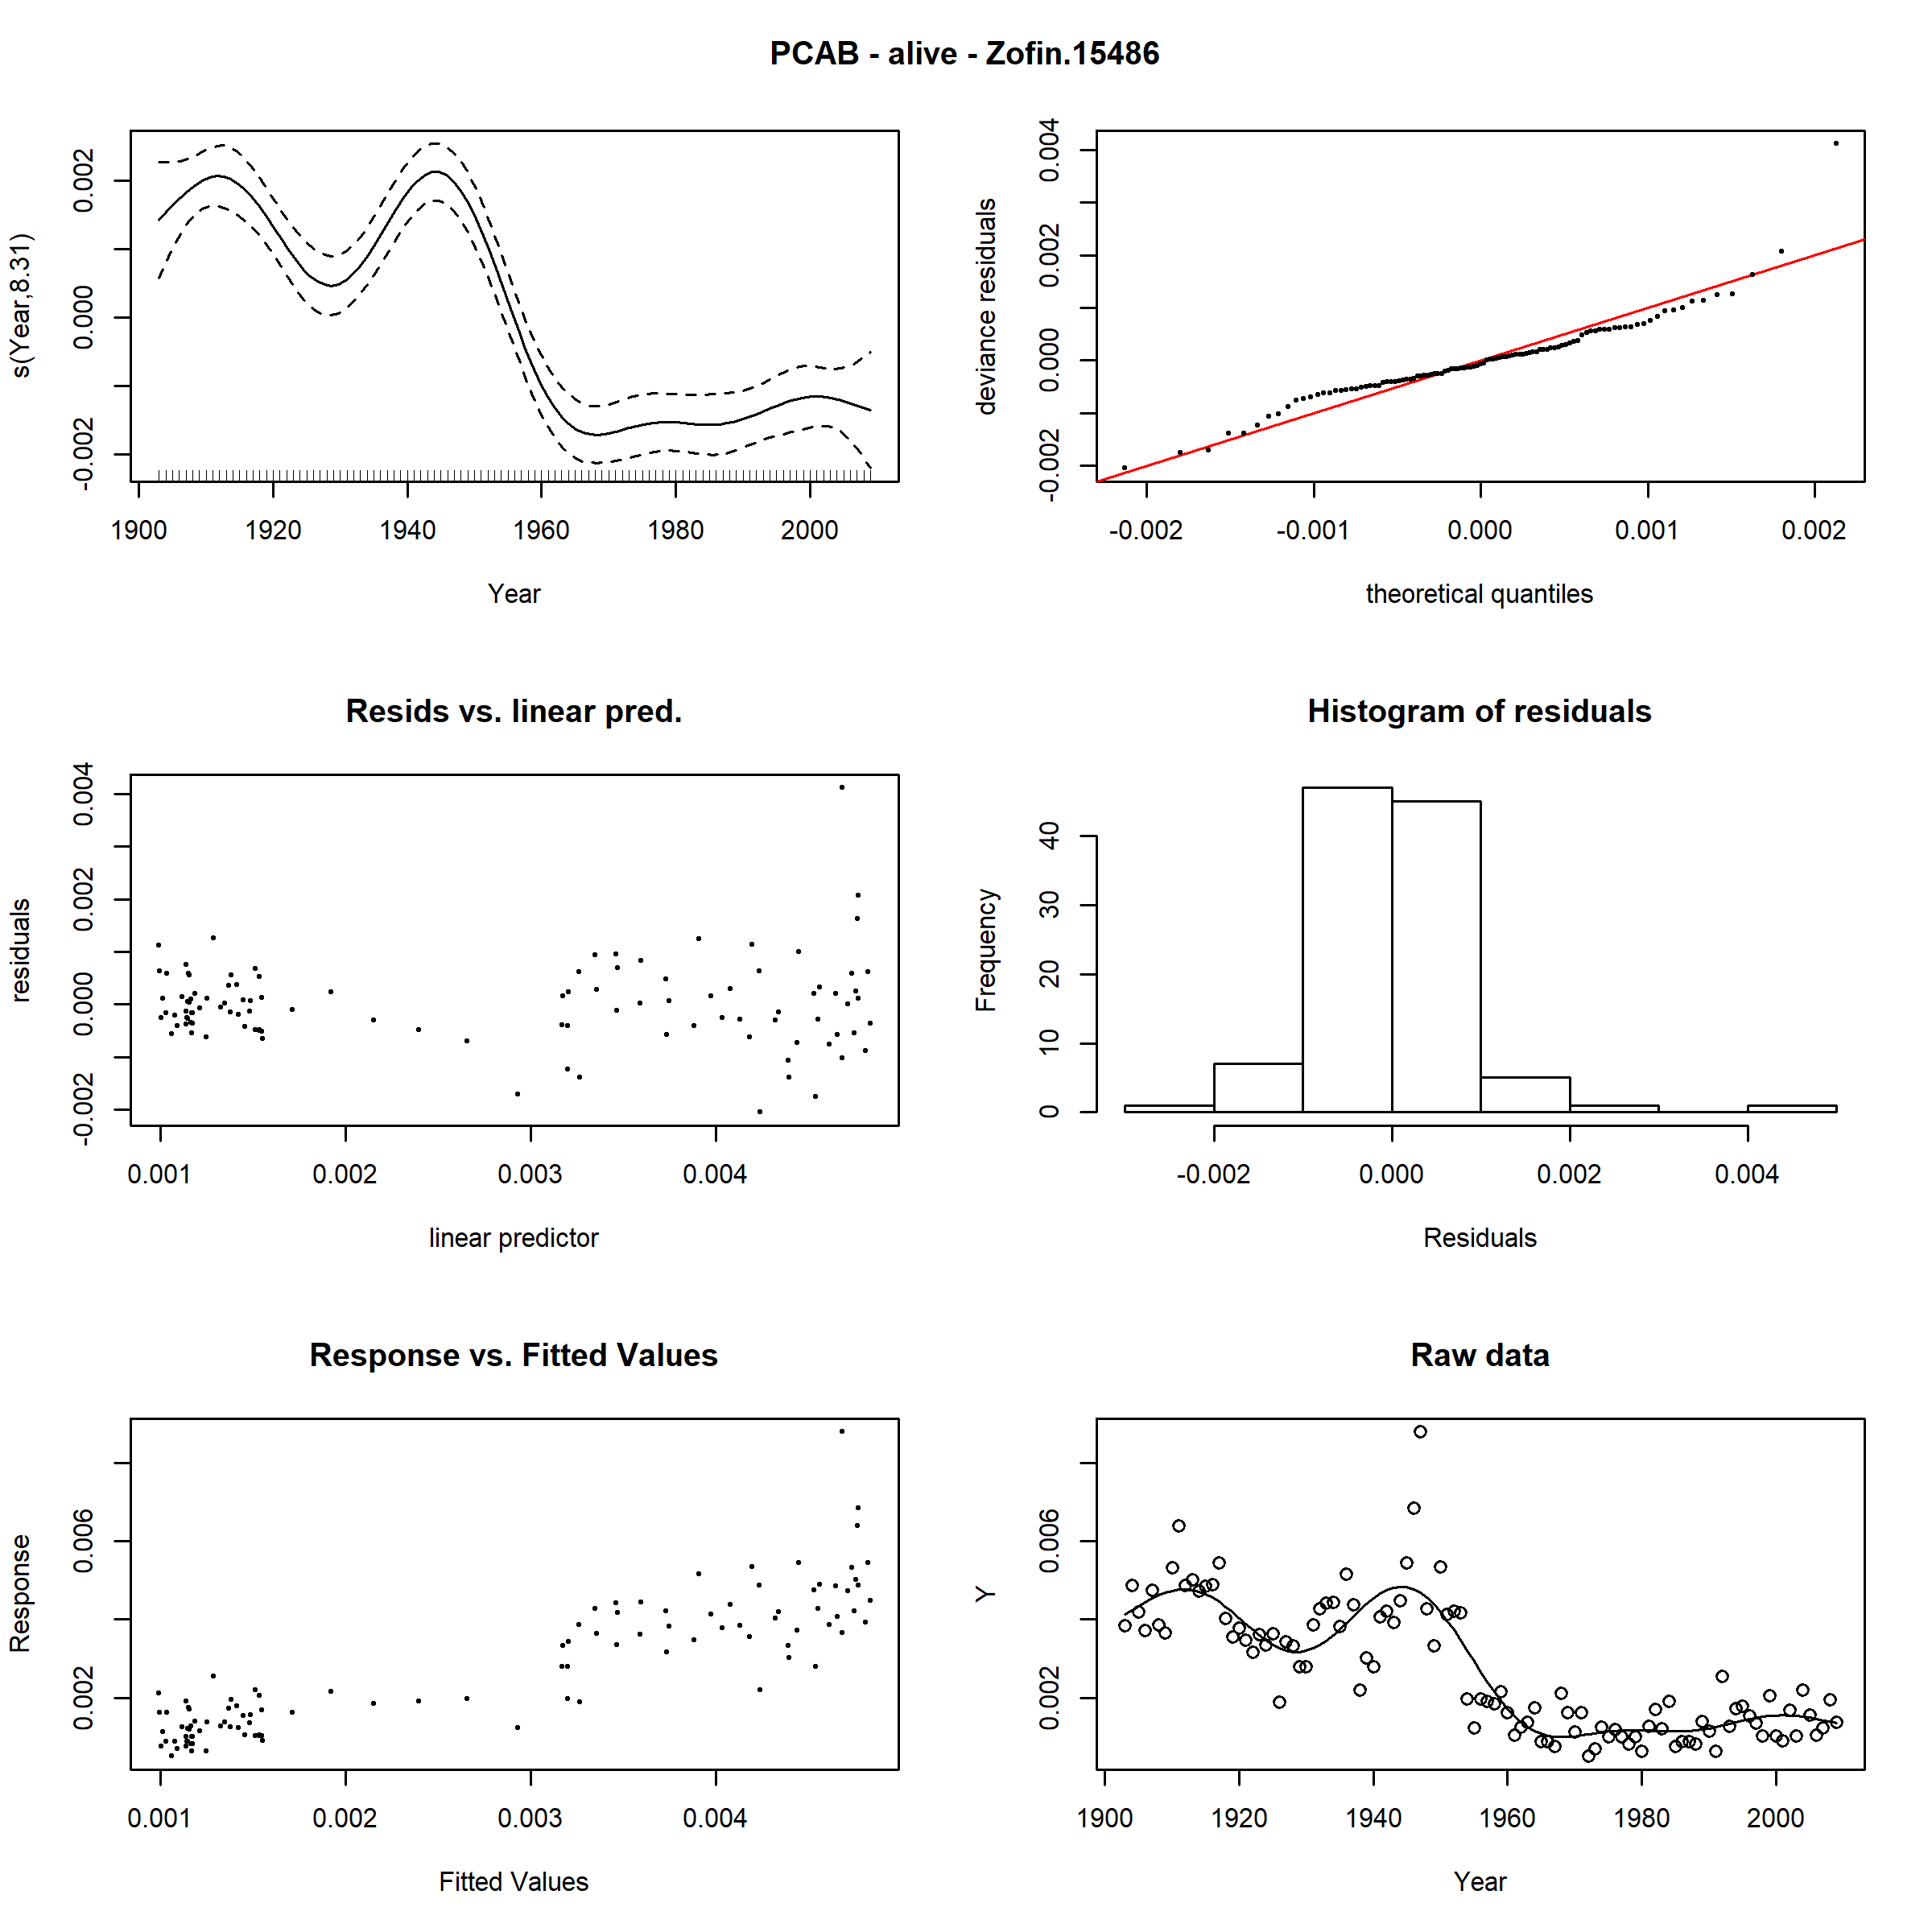 PCAB - alive - Zofin.15486
s(Year,8.31)
-0.002 0.000 0.002
1900 1920 1940 1960 1980 2000
Year
deviance residuals
-0.002 0.000 0.002 0.004
-0.002 -0.001 0.000 0.001 0.002
theoretical quantiles
Resids vs. linear pred.
residuals
-0.002 0.000 0.002 0.004
0.001 0.002 0.003 0.004
linear predictor
Histogram of residuals
Frequency
0 10 20 30 40
-0.002 0.000 0.002 0.004
Residuals
Response vs. Fitted Values
Response
0.002 0.006
0.001 0.002 0.003 0.004
Fitted Values
Raw data
Y
0.002 0.006
1900 1920 1940 1960 1980 2000
Year